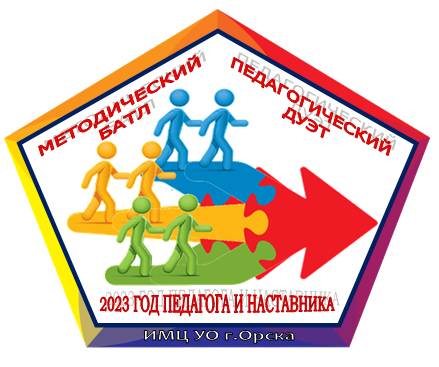 МЕТОДИЧЕСКИЙ
БАТЛ
ПЕДАГОГИЧЕСКИЙ
ДУЭТ
2023 ГОД ПЕДАГОГА И НАСТАВНИКА
ИМЦ УО г.Орска